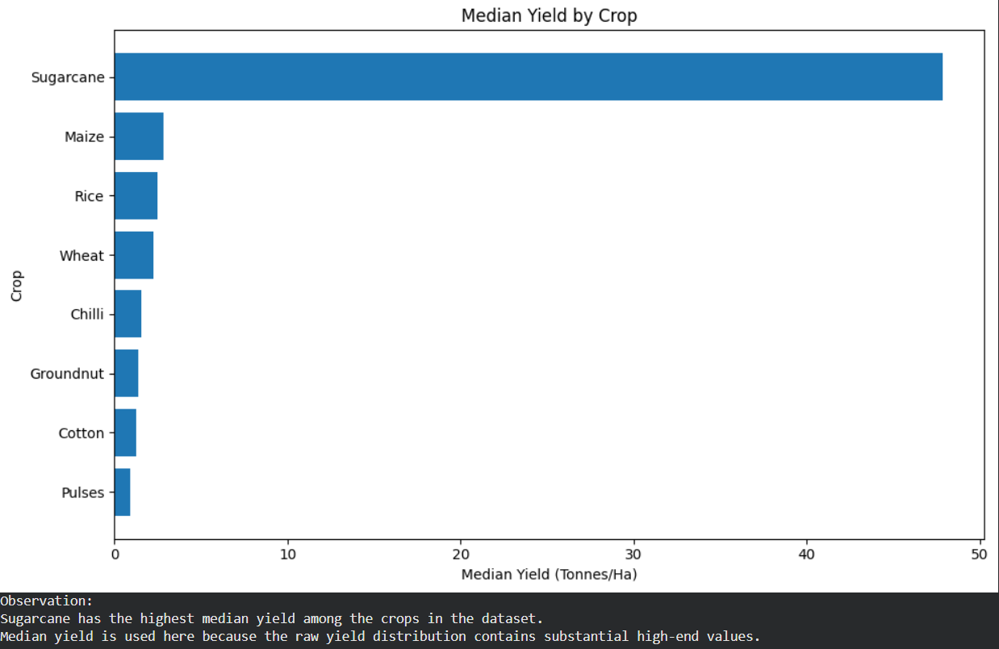 Median Yield by Crop
Sugarcane
Maize
Rice
Wheat
Chilli
Groundnut
Cotton
Pulses
Crop
0 10 20 30 40 50
Median Yield (Tonnes/Ha)
Observation:
Sugarcane has the highest median yield among the crops in the dataset.
Median yield is used here because the raw yield distribution contains substantial high-end values.